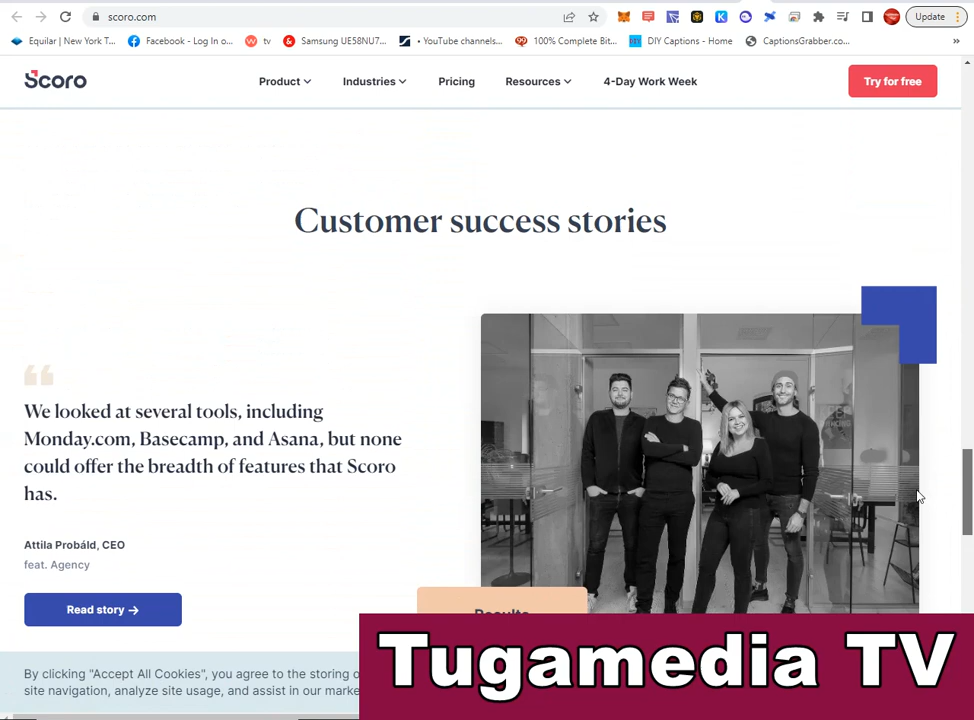 scoro.com
Update
Equilar | New York T...
Facebook - Log In o...
tv
Samsung UE58NU7...
• YouTube channels...
100% Complete Bit...
DIY Captions - Home
CaptionsGrabber.co...
»
Scoro
Product
Industries
Pricing
Resources
4-Day Work Week
Try for free
Customer success stories
We looked at several tools, including
Monday.com, Basecamp, and Asana, but none
could offer the breadth of features that Scoro
has.
Attila Probáld, CEO
feat. Agency
Read story →
Results
By clicking "Accept All Cookies", you agree to the storing o
site navigation, analyze site usage, and assist in our marke
Tugamedia TV